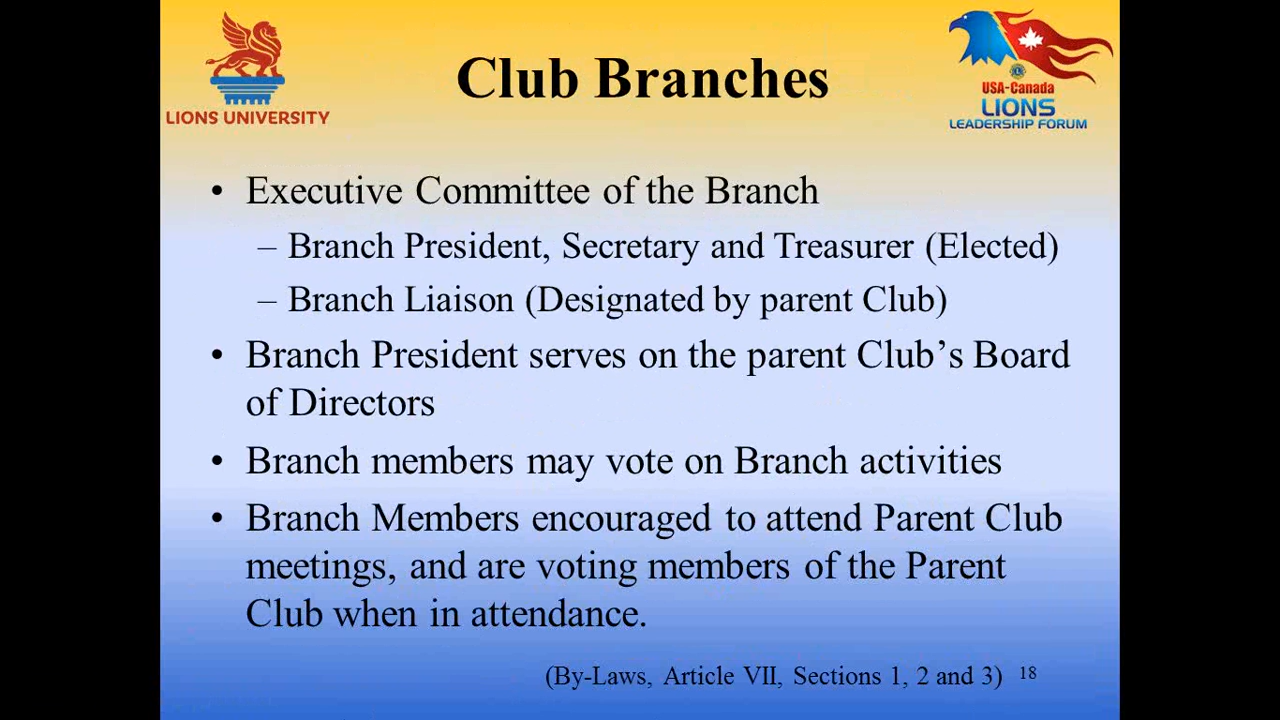 LIONS UNIVERSITY
Club Branches
USA-Canada
LIONS
LEADERSHIP FORUM
• Executive Committee of the Branch
– Branch President, Secretary and Treasurer (Elected)
– Branch Liaison (Designated by parent Club)
• Branch President serves on the parent Club’s Board
of Directors
• Branch members may vote on Branch activities
• Branch Members encouraged to attend Parent Club
meetings, and are voting members of the Parent
Club when in attendance.
(By-Laws, Article VII, Sections 1, 2 and 3) 18